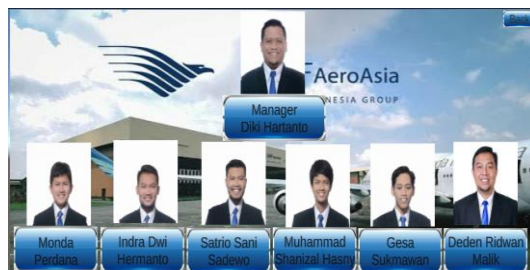 AeroAsia
NESIA GROUP
Manager
Diki Hartanto
Monda
Perdana
Indra Dwi
Hermanto
Satrio Sani
Sadewo
Muhammad
Shanizal Hasny
Gesa
Sukmawan
Deden Ridwan
Malik